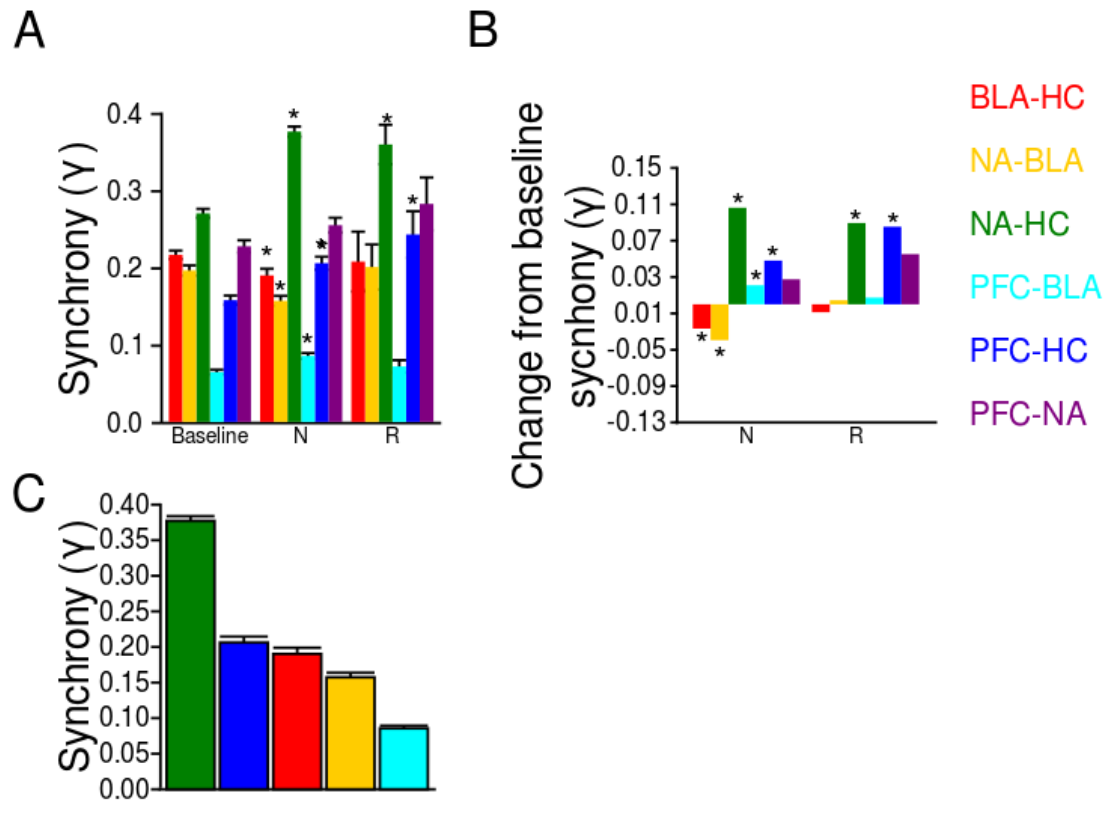 A
B
Synchrony (γ)
0.4
0.3
0.2
0.1
0.0
*
*
*
*
*
*
*
*
Baseline
N
R
Change from baseline
sycnhony (γ)
0.15
0.11
0.07
0.03
0.01
-0.05
-0.09
-0.13
*
*
*
*
*
*
*
N
R
BLA-HC
NA-BLA
NA-HC
PFC-BLA
PFC-HC
PFC-NA
C
Synchrony (γ)
0.40
0.35
0.30
0.25
0.20
0.15
0.10
0.05
0.00